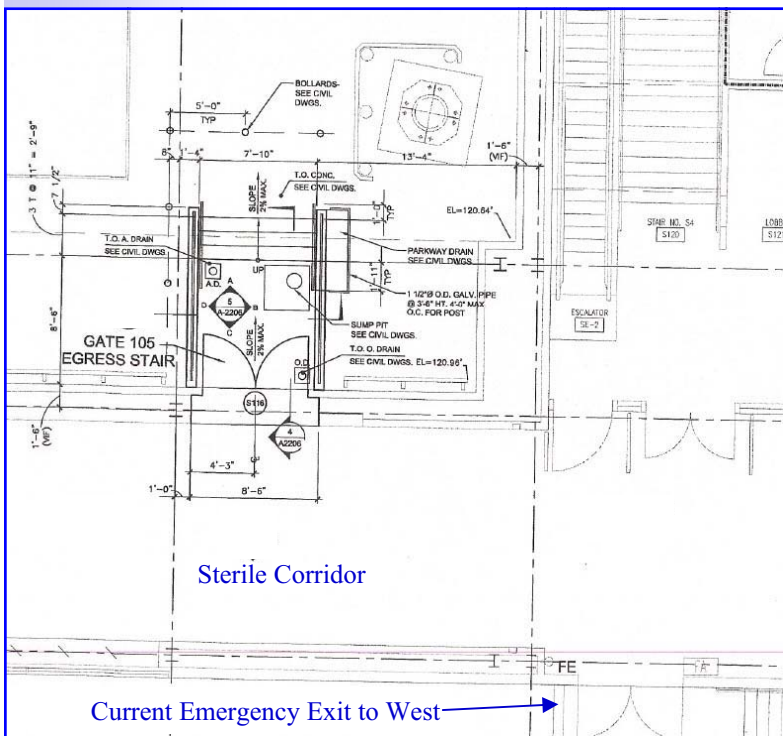 BOLLARDS-
SEE CIVIL
DWGS.
5'-0"
TYP
8"
1'-4"
7'-10"
13'-4"
1'-6"
(VIF)
3 T @ 11" = 2'-9"
7 1/2"
SLOPE
2% MAX.
T.O. CONC.
SEE CIVIL DWGS.
1'-0"
TYP
EL=120.64'
STAIR NO. S4
S120
LOBB
T.O. A. DRAIN
SEE CIVIL DWGS.
UP
PARKWAY DRAIN
SEE CIVIL DWGS.
1'-11"
TYP
A.D.
A
B
C
D
5
A-2206
1 1/2"Ø O.D. GALV. PIPE
@ 3'-6" HT. 4'-0" MAX
O.C. FOR POST
8'-6"
GATE 105
EGRESS STAIR
SLOPE
2% MAX.
SUMP PIT
SEE CIVIL DWGS.
T.O. O. DRAIN
SEE CIVIL DWGS. EL=120.96'
O.D.
ESCALATOR
SE-2
S116
4
A2206
1'-6"
(VIF)
4'-3"
1'-0"
8'-6"
Sterile Corridor
FE
Current Emergency Exit to West